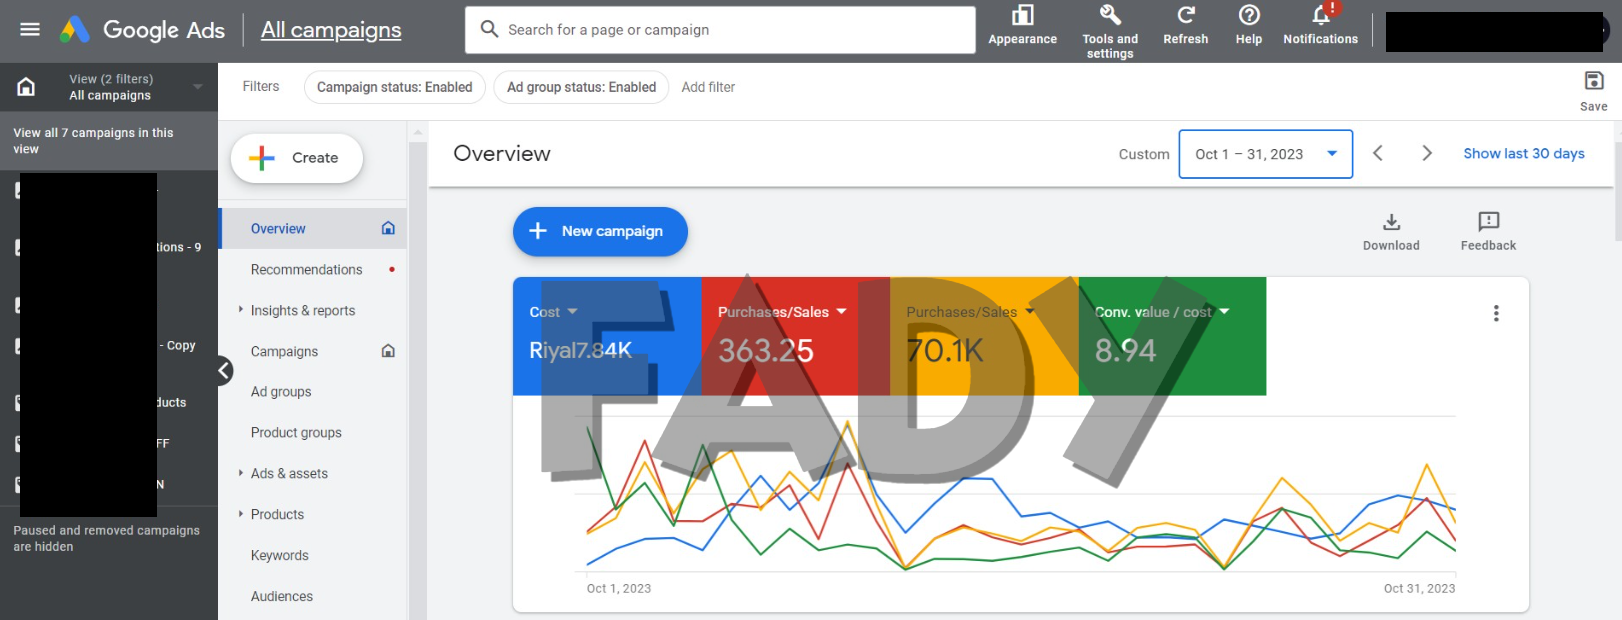 Google Ads
All campaigns
Search for a page or campaign
Appearance
Tools and
settings
Refresh
Help
!
Notifications
View (2 filters)
All campaigns
Filters
Campaign status: Enabled
Ad group status: Enabled
Add filter
Save
View all 7 campaigns in this
view
tions - 9
- Copy
ducts
FF
N
Paused and removed campaigns
are hidden
Create
Overview
Recommendations
Insights & reports
Campaigns
Ad groups
Product groups
Ads & assets
Products
Keywords
Audiences
Overview
Custom
Oct 1 – 31, 2023
Show last 30 days
New campaign
Download
Feedback
Cost
Riyal7.84K
Purchases/Sales
363.25
Purchases/Sales
70.1K
Conv. value / cost
8.94
FADY
Oct 1, 2023
Oct 31, 2023